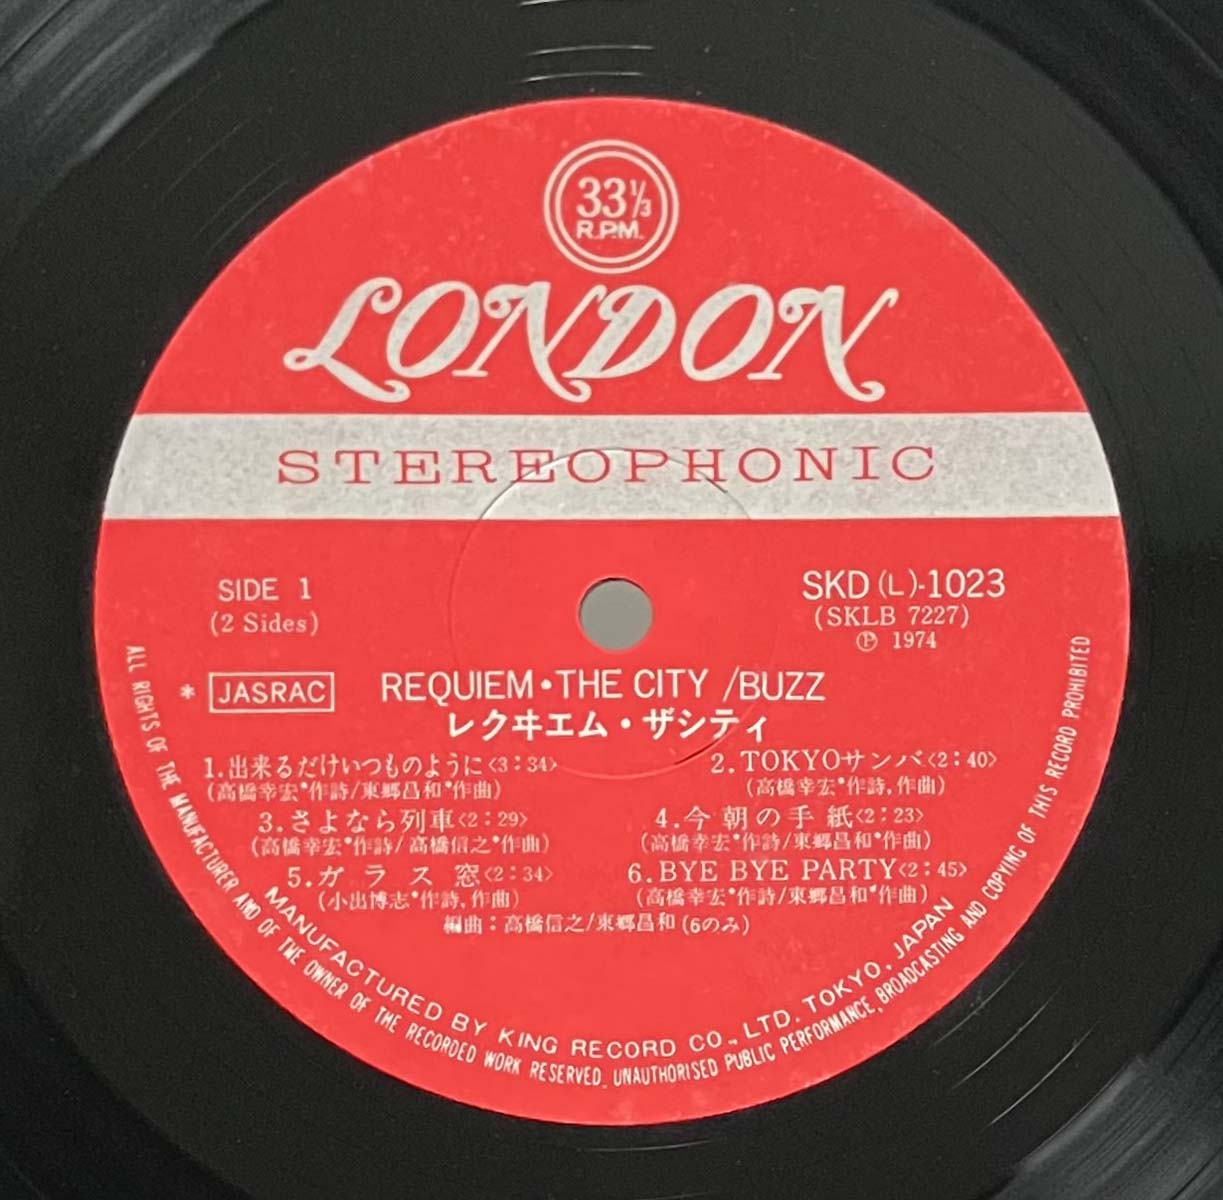 33⅓
R.P.M.
LONDON
STEREOPHONIC
SIDE 1
(2 Sides)
SKD (L)-1023
(SKLB 7227)
Ⓟ 1974
* JASRAC
REQUIEM・THE CITY /BUZZ
レクヰエム・ザシティ
1. 出来るだけいつものように<3:34>
(高橋幸宏*作詩/東郷昌和*作曲)
2. TOKYOサンバ<2:40>
(高橋幸宏*作詩, 作曲)
3. さよなら列車<2:29>
(高橋幸宏*作詩/高橋信之*作曲)
4. 今朝の手紙<2:23>
(高橋幸宏*作詩/東郷昌和*作曲)
5. ガラス窓<2:34>
(小出博志*作詩, 作曲)
6. BYE BYE PARTY<2:45>
(高橋幸宏*作詩/東郷昌和*作曲)
編曲:高橋信之/東郷昌和(6のみ)
MANUFACTURED BY KING RECORD CO., LTD. TOKYO, JAPAN
ALL RIGHTS OF THE MANUFACTURER AND OF THE OWNER OF THE RECORDED WORK RESERVED. UNAUTHORISED PUBLIC PERFORMANCE, BROADCASTING AND COPYING OF THIS RECORD PROHIBITED